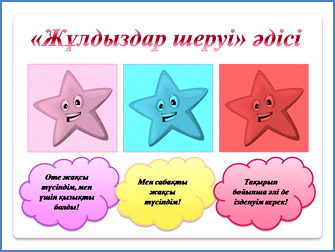 «Жұлдыздар шеруі» әдісі
Өте жақсы
түсіндім, мен
үшін қызықты
болды!
Мен сабақты
жақсы
түсіндім!
Тақырып
бойынша әлі де
ізденуім керек!